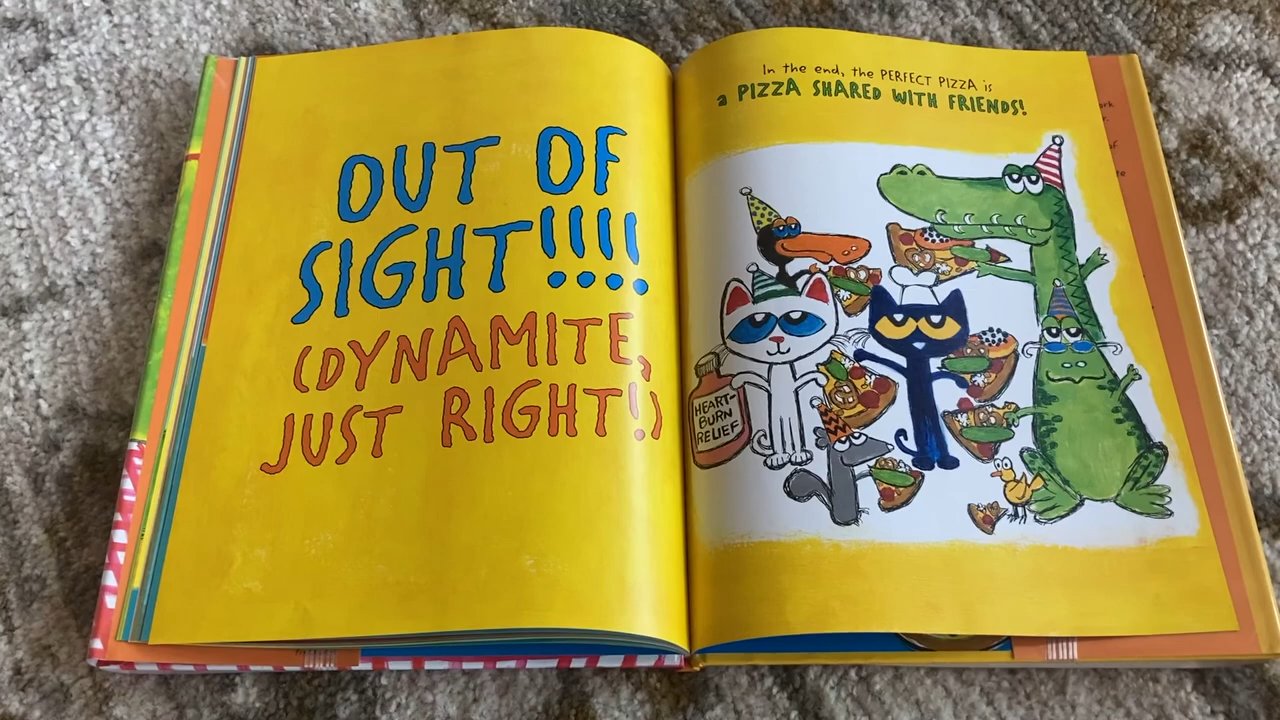 OUT OF
SIGHT!!!!
(DYNAMITE,
JUST RIGHT!)
In the end, the PERFECT PIZZA is
a PIZZA SHARED WITH FRIENDS!
HEART-
BURN
RELIEF